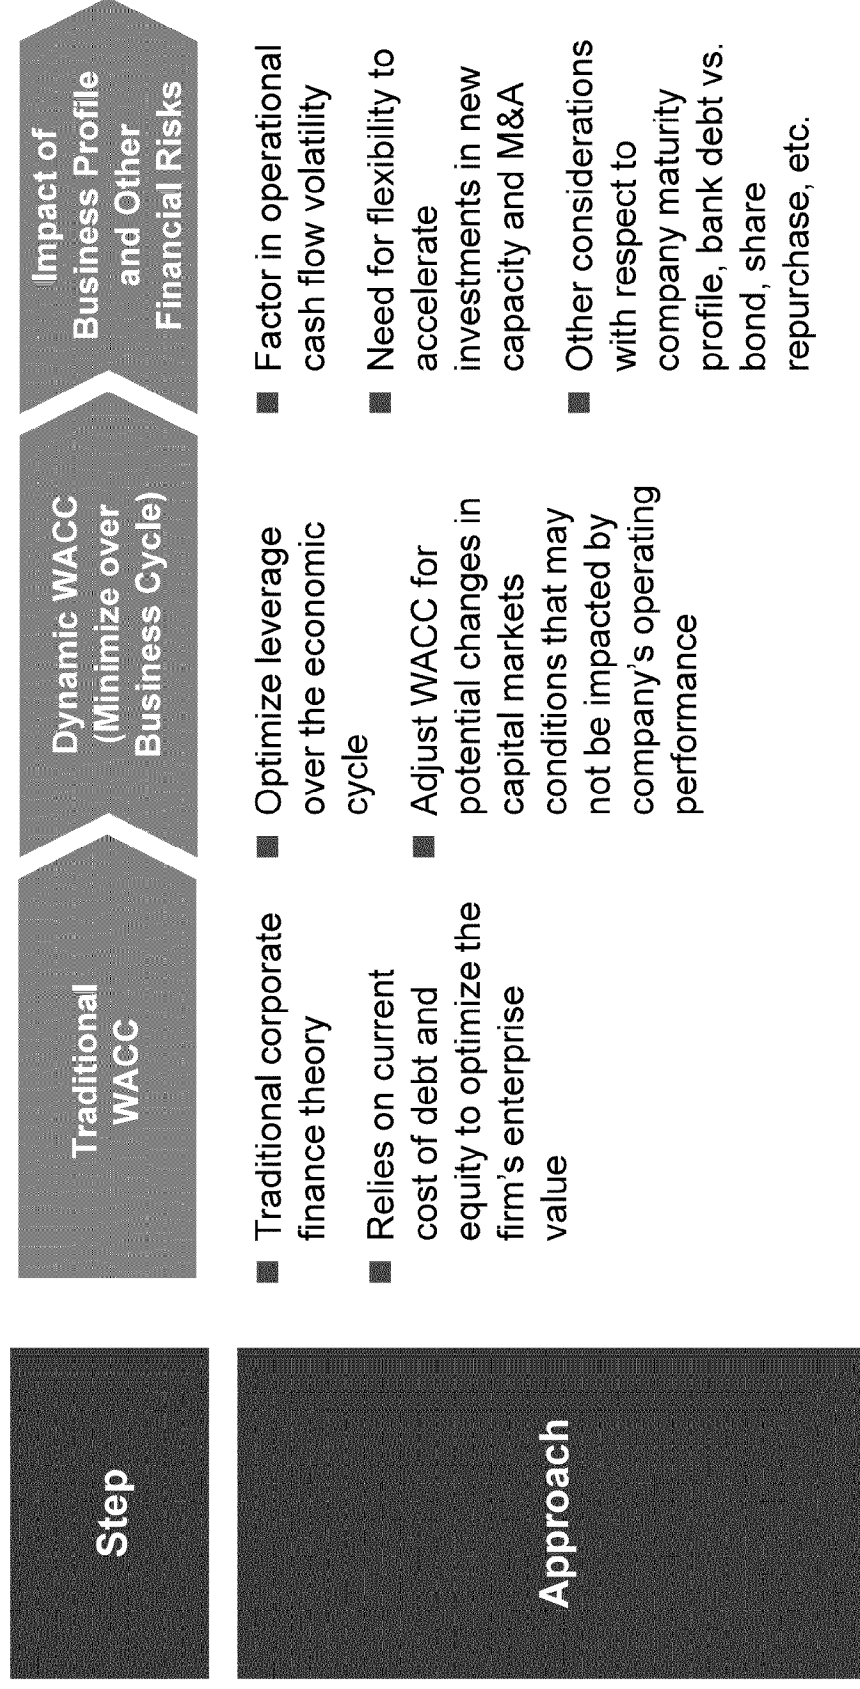 Step
Traditional
WACC
Dynamic WACC
(Minimize over
Business Cycle)
Impact of
Business Profile
and Other
Financial Risks
Approach
■ Traditional corporate
finance theory
■ Relies on current
cost of debt and
equity to optimize the
firm's enterprise
value
■ Optimize leverage
over the economic
cycle
■ Adjust WACC for
potential changes in
capital markets
conditions that may
not be impacted by
company's operating
performance
■ Factor in operational
cash flow volatility
■ Need for flexibility to
accelerate
investments in new
capacity and M&A
■ Other considerations
with respect to
company maturity
profile, bank debt vs.
bond, share
repurchase, etc.